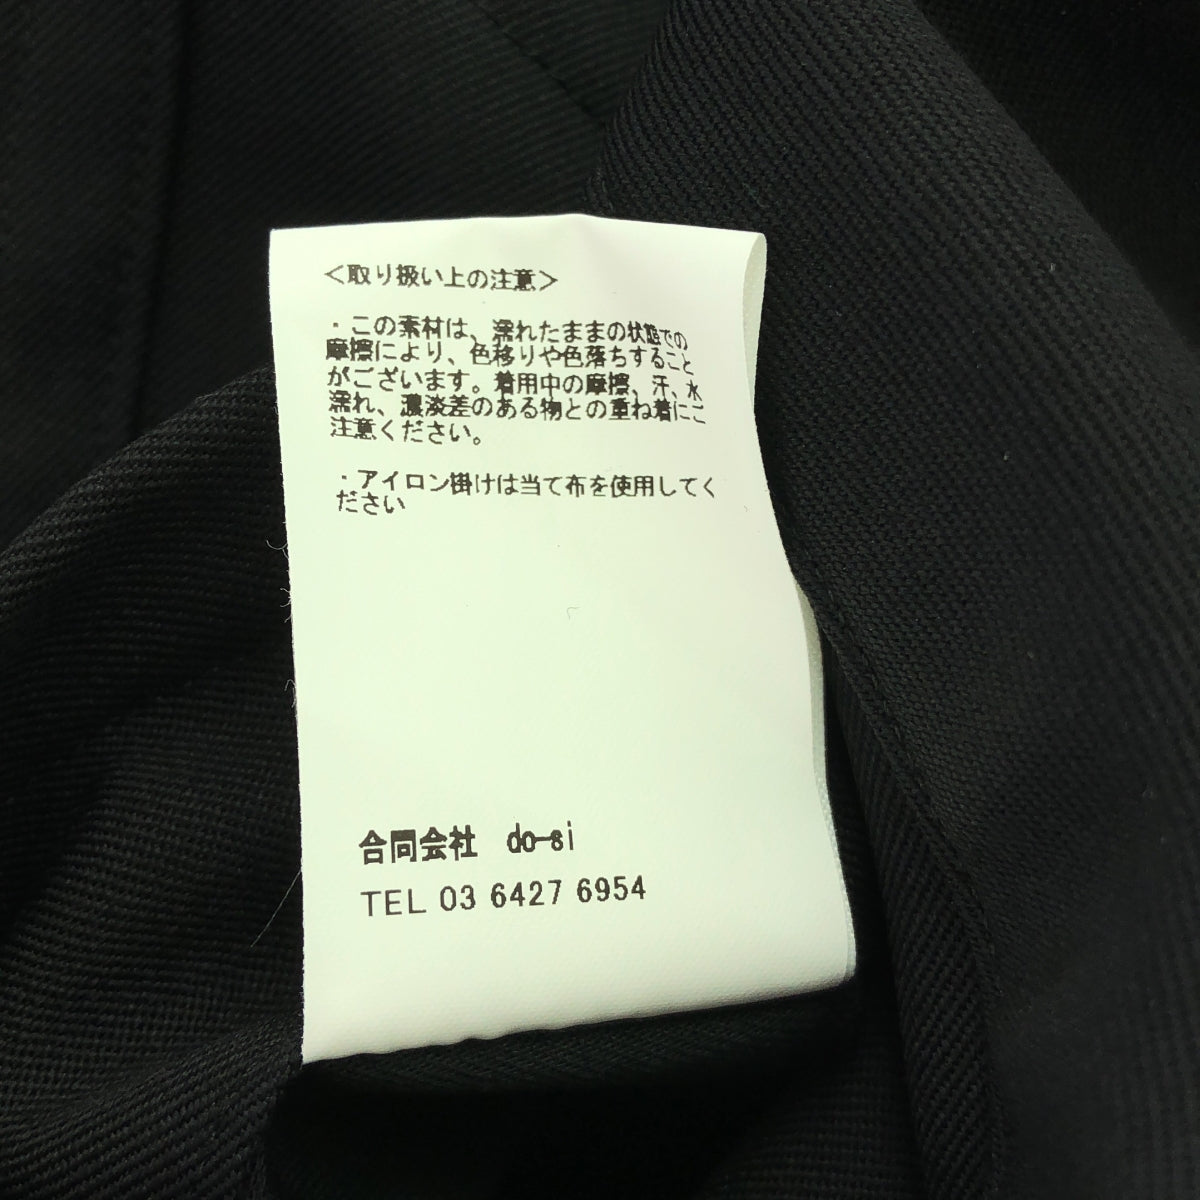 ＜取り扱い上の注意＞
・この素材は、濡れたままの状態での
摩擦により、色移りや色落ちすること
がございます。着用中の摩擦、汗、水
濡れ、濃淡差のある物との重ね着にご
注意ください。
・アイロン掛けは当て布を使用してく
ださい
合同会社　do-si
TEL 03 6427 6954